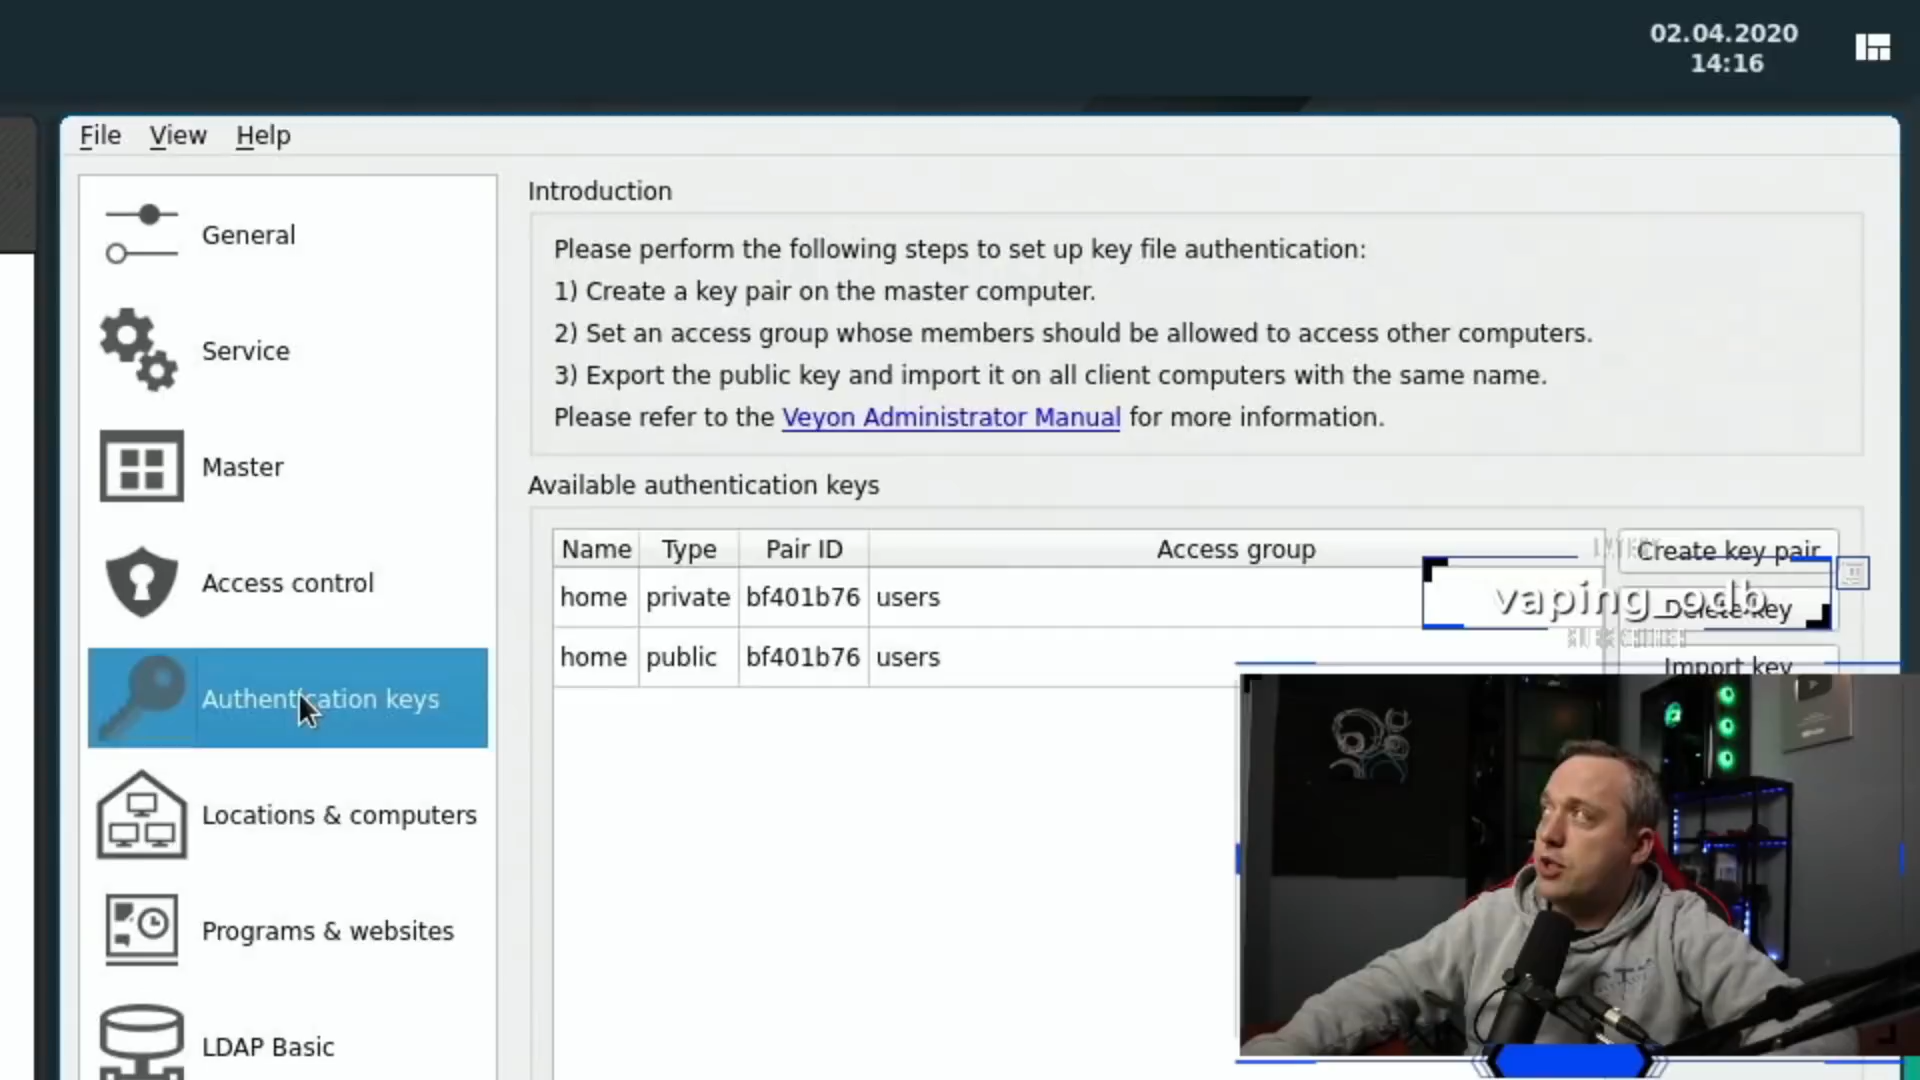 02.04.2020
14:16
File View Help
General
Service
Master
Access control
Authentication keys
Locations & computers
Programs & websites
LDAP Basic
Introduction
Please perform the following steps to set up key file authentication:
1) Create a key pair on the master computer.
2) Set an access group whose members should be allowed to access other computers.
3) Export the public key and import it on all client computers with the same name.
Please refer to the Veyon Administrator Manual for more information.
Available authentication keys
Name Type Pair ID Access group
home private bf401b76 users
home public bf401b76 users
Create key pair
vaping_odb
Delete key
Import key